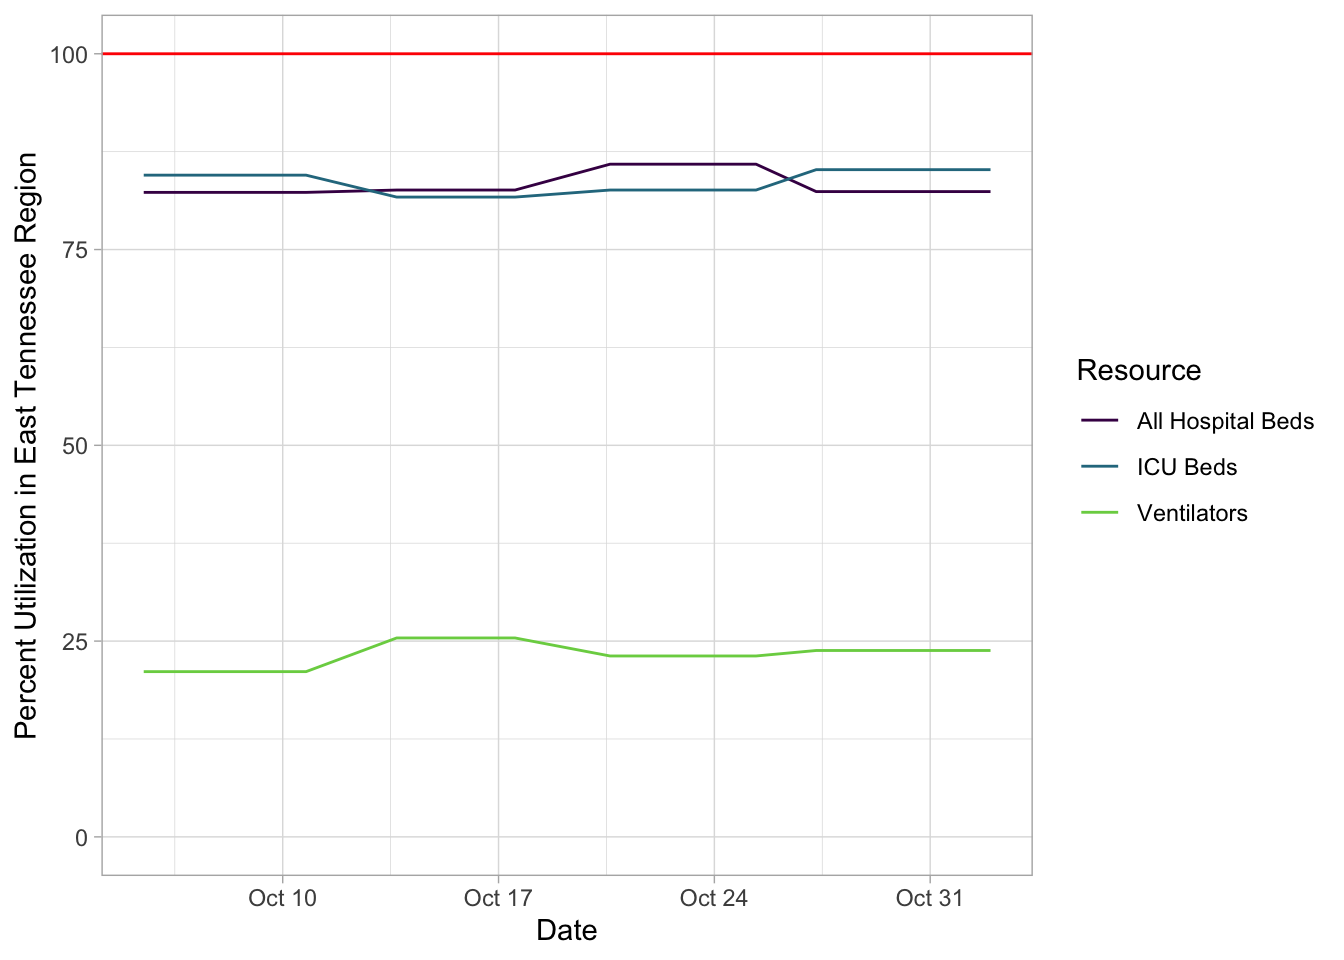 Percent Utilization in East Tennessee Region
100
75
50
25
0
Oct 10
Oct 17
Oct 24
Oct 31
Date
Resource
All Hospital Beds
ICU Beds
Ventilators